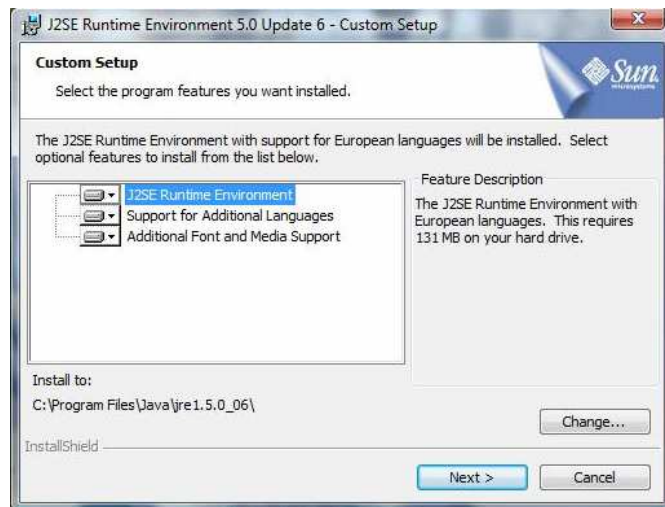 J2SE Runtime Environment 5.0 Update 6 - Custom Setup
Custom Setup
Select the program features you want installed.
Sun
microsystems
The J2SE Runtime Environment with support for European languages will be installed. Select
optional features to install from the list below.
J2SE Runtime Environment
Support for Additional Languages
Additional Font and Media Support
Feature Description
The J2SE Runtime Environment with
European languages. This requires
131 MB on your hard drive.
Install to:
C:\Program Files\Java\jre1.5.0_06\
Change...
InstallShield
Next >
Cancel